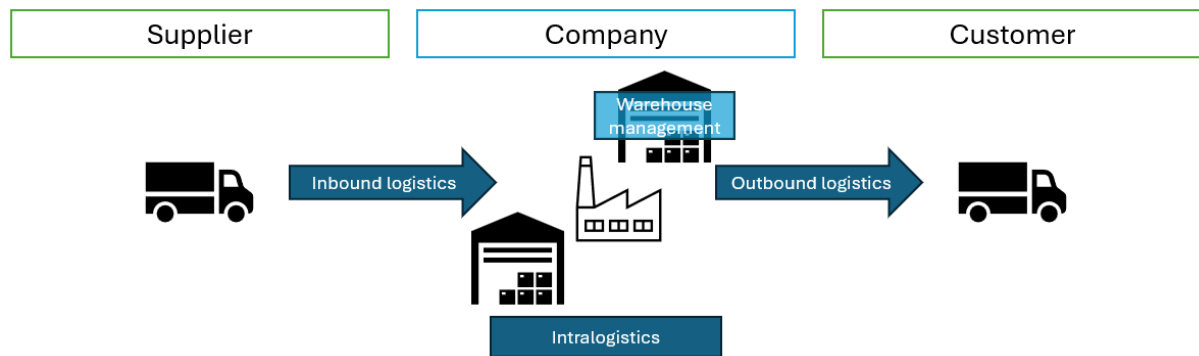 Supplier
Company
Customer
Warehouse
management
Inbound logistics
Outbound logistics
Intralogistics